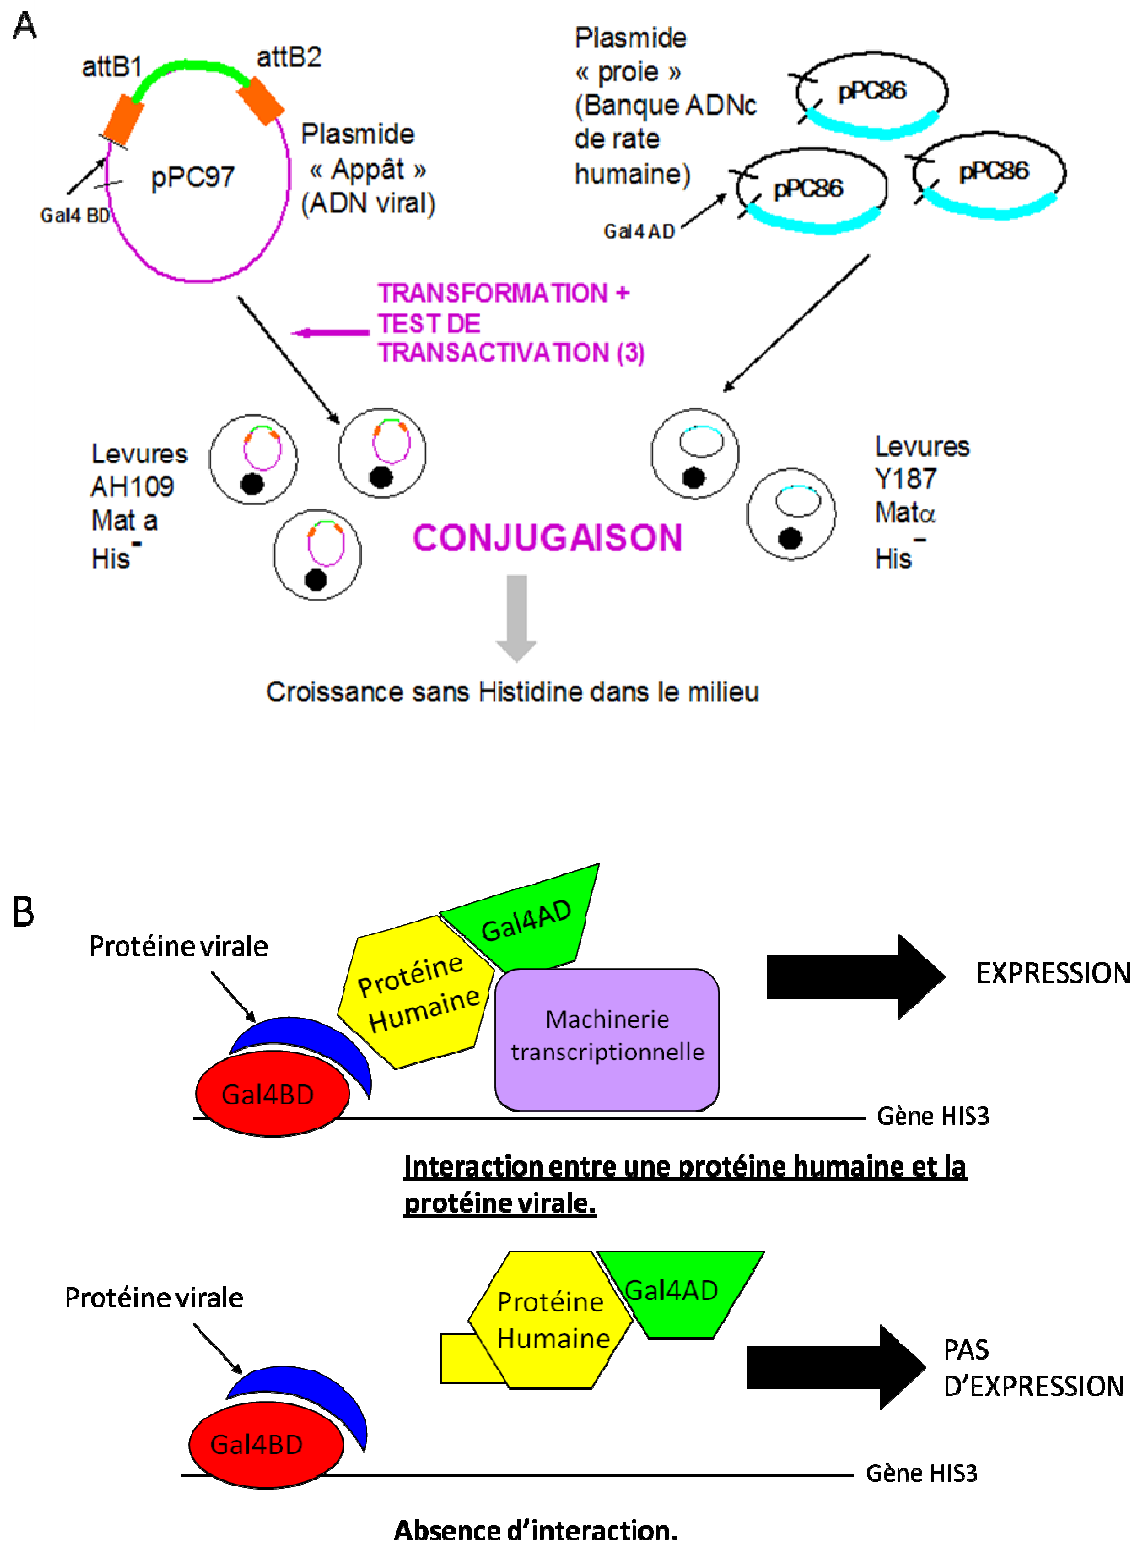 A
attB1
attB2
Plasmide
« Appât »
(ADN viral)
pPC97
Gal4 BD
Plasmide
« proie »
(Banque ADNc
de rate
humaine)
pPC86
pPC86
pPC86
Gal4 AD
TRANSFORMATION +
TEST DE
TRANSACTIVATION (3)
Levures
AH109
Mat a
His⁻
CONJUGAISON
Levures
Y187
Matα
His⁻
Croissance sans Histidine dans le milieu
B
Protéine virale
Gal4AD
Protéine
Humaine
Machinerie
transcriptionnelle
Gal4BD
EXPRESSION
Gène HIS3
Interaction entre une protéine humaine et la
protéine virale.
Protéine virale
Protéine
Humaine
Gal4AD
Gal4BD
PAS
D’EXPRESSION
Gène HIS3
Absence d’interaction.